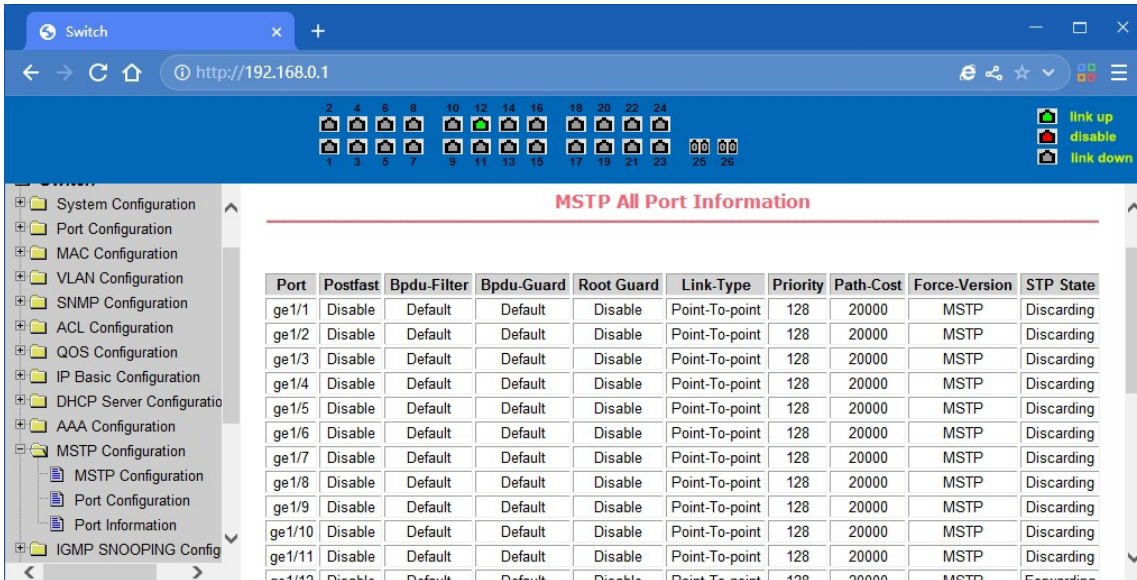 Switch
http://192.168.0.1
2 4 6 8 10 12 14 16 18 20 22 24
1 3 5 7 9 11 13 15 17 19 21 23 25 26
link up
disable
link down
System Configuration
Port Configuration
MAC Configuration
VLAN Configuration
SNMP Configuration
ACL Configuration
QOS Configuration
IP Basic Configuration
DHCP Server Configuratio
AAA Configuration
MSTP Configuration
MSTP Configuration
Port Configuration
Port Information
IGMP SNOOPING Config
MSTP All Port Information
Port Postfast Bpdu-Filter Bpdu-Guard Root Guard Link-Type Priority Path-Cost Force-Version STP State
ge1/1 Disable Default Default Disable Point-To-point 128 20000 MSTP Discarding
ge1/2 Disable Default Default Disable Point-To-point 128 20000 MSTP Discarding
ge1/3 Disable Default Default Disable Point-To-point 128 20000 MSTP Discarding
ge1/4 Disable Default Default Disable Point-To-point 128 20000 MSTP Discarding
ge1/5 Disable Default Default Disable Point-To-point 128 20000 MSTP Discarding
ge1/6 Disable Default Default Disable Point-To-point 128 20000 MSTP Discarding
ge1/7 Disable Default Default Disable Point-To-point 128 20000 MSTP Discarding
ge1/8 Disable Default Default Disable Point-To-point 128 20000 MSTP Discarding
ge1/9 Disable Default Default Disable Point-To-point 128 20000 MSTP Discarding
ge1/10 Disable Default Default Disable Point-To-point 128 20000 MSTP Discarding
ge1/11 Disable Default Default Disable Point-To-point 128 20000 MSTP Discarding